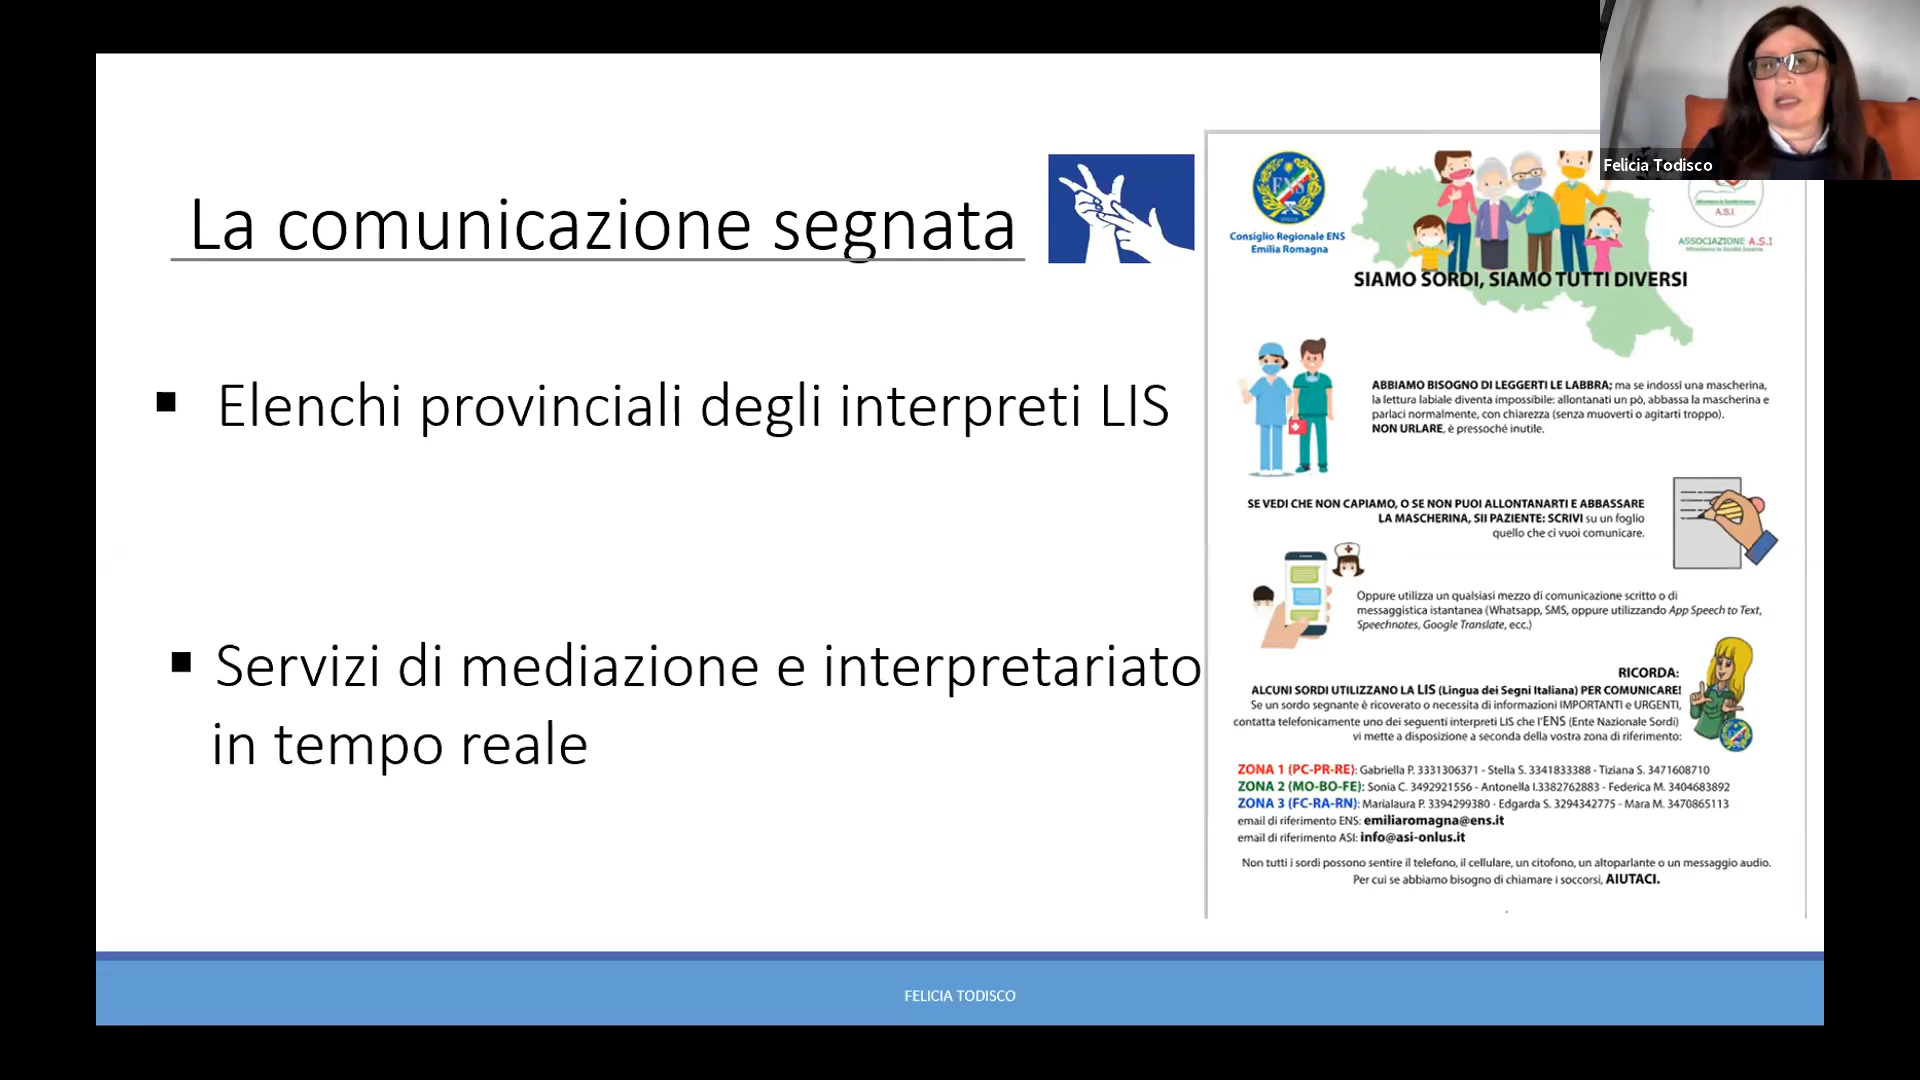 Felicia Todisco
La comunicazione segnata
Elenchi provinciali degli interpreti LIS
Servizi di mediazione e interpretariato
in tempo reale
ENS
Consiglio Regionale ENS
Emilia Romagna
A.S.I.
ASSOCIAZIONE A.S.I
SIAMO SORDI, SIAMO TUTTI DIVERSI
ABBIAMO BISOGNO DI LEGGERTI LE LABBRA; ma se indossi una mascherina,
la lettura labiale diventa impossibile: allontanati un pò, abbassa la mascherina e
parlaci normalmente, con chiarezza (senza muoverti o agitarti troppo).
NON URLARE, è pressoché inutile.
SE VEDI CHE NON CAPIAMO, O SE NON PUOI ALLONTANARTI E ABBASSARE
LA MASCHERINA, SII PAZIENTE: SCRIVI su un foglio
quello che ci vuoi comunicare.
Oppure utilizza un qualsiasi mezzo di comunicazione scritto o di
messaggistica istantanea (Whatsapp, SMS, oppure utilizzando App Speech to Text,
Speechnotes, Google Translate, ecc.)
RICORDA:
ALCUNI SORDI UTILIZZANO LA LIS (Lingua dei Segni Italiana) PER COMUNICARE!
Se un sordo segnante è ricoverato o necessita di informazioni IMPORTANTI e URGENTI,
contatta telefonicamente uno dei seguenti interpreti LIS che l'ENS (Ente Nazionale Sordi)
vi mette a disposizione a seconda della vostra zona di riferimento:
ZONA 1 (PC-PR-RE): Gabriella P. 3331306371 - Stella S. 3341833388 - Tiziana S. 3471608710
ZONA 2 (MO-BO-FE): Sonia C. 3492921556 - Antonella I.3382762883 - Federica M. 3404683892
ZONA 3 (FC-RA-RN): Marialaura P. 3394299380 - Edgarda S. 3294342775 - Mara M. 3470865113
email di riferimento ENS: emiliaromagna@ens.it
email di riferimento ASI: info@asi-onlus.it
Non tutti i sordi possono sentire il telefono, il cellulare, un citofono, un altoparlante o un messaggio audio.
Per cui se abbiamo bisogno di chiamare i soccorsi, AIUTACI.
FELICIA TODISCO